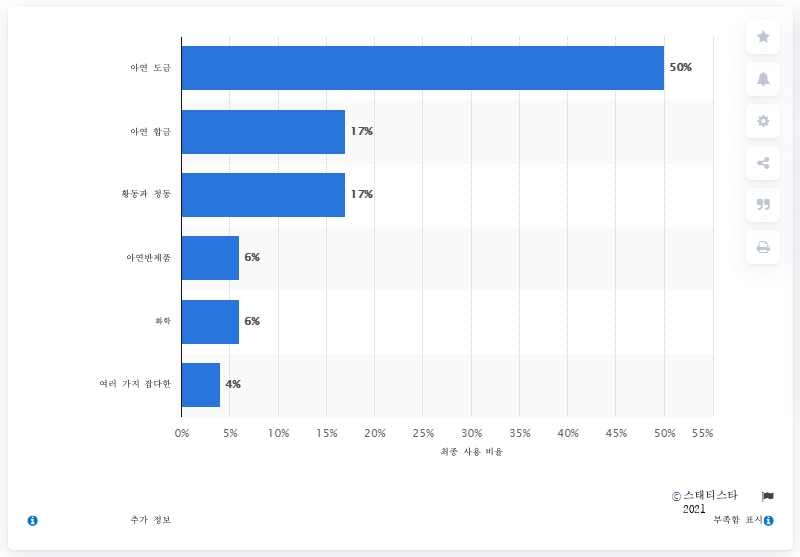 아연 도금
50%
아연 합금
17%
황동과 청동
17%
아연반제품
6%
화학
6%
여러 가지 잡다한
4%
0% 5% 10% 15% 20% 25% 30% 35% 40% 45% 50% 55%
최종 사용 비율
© 스태티스타
2021
추가 정보
부족함 표시